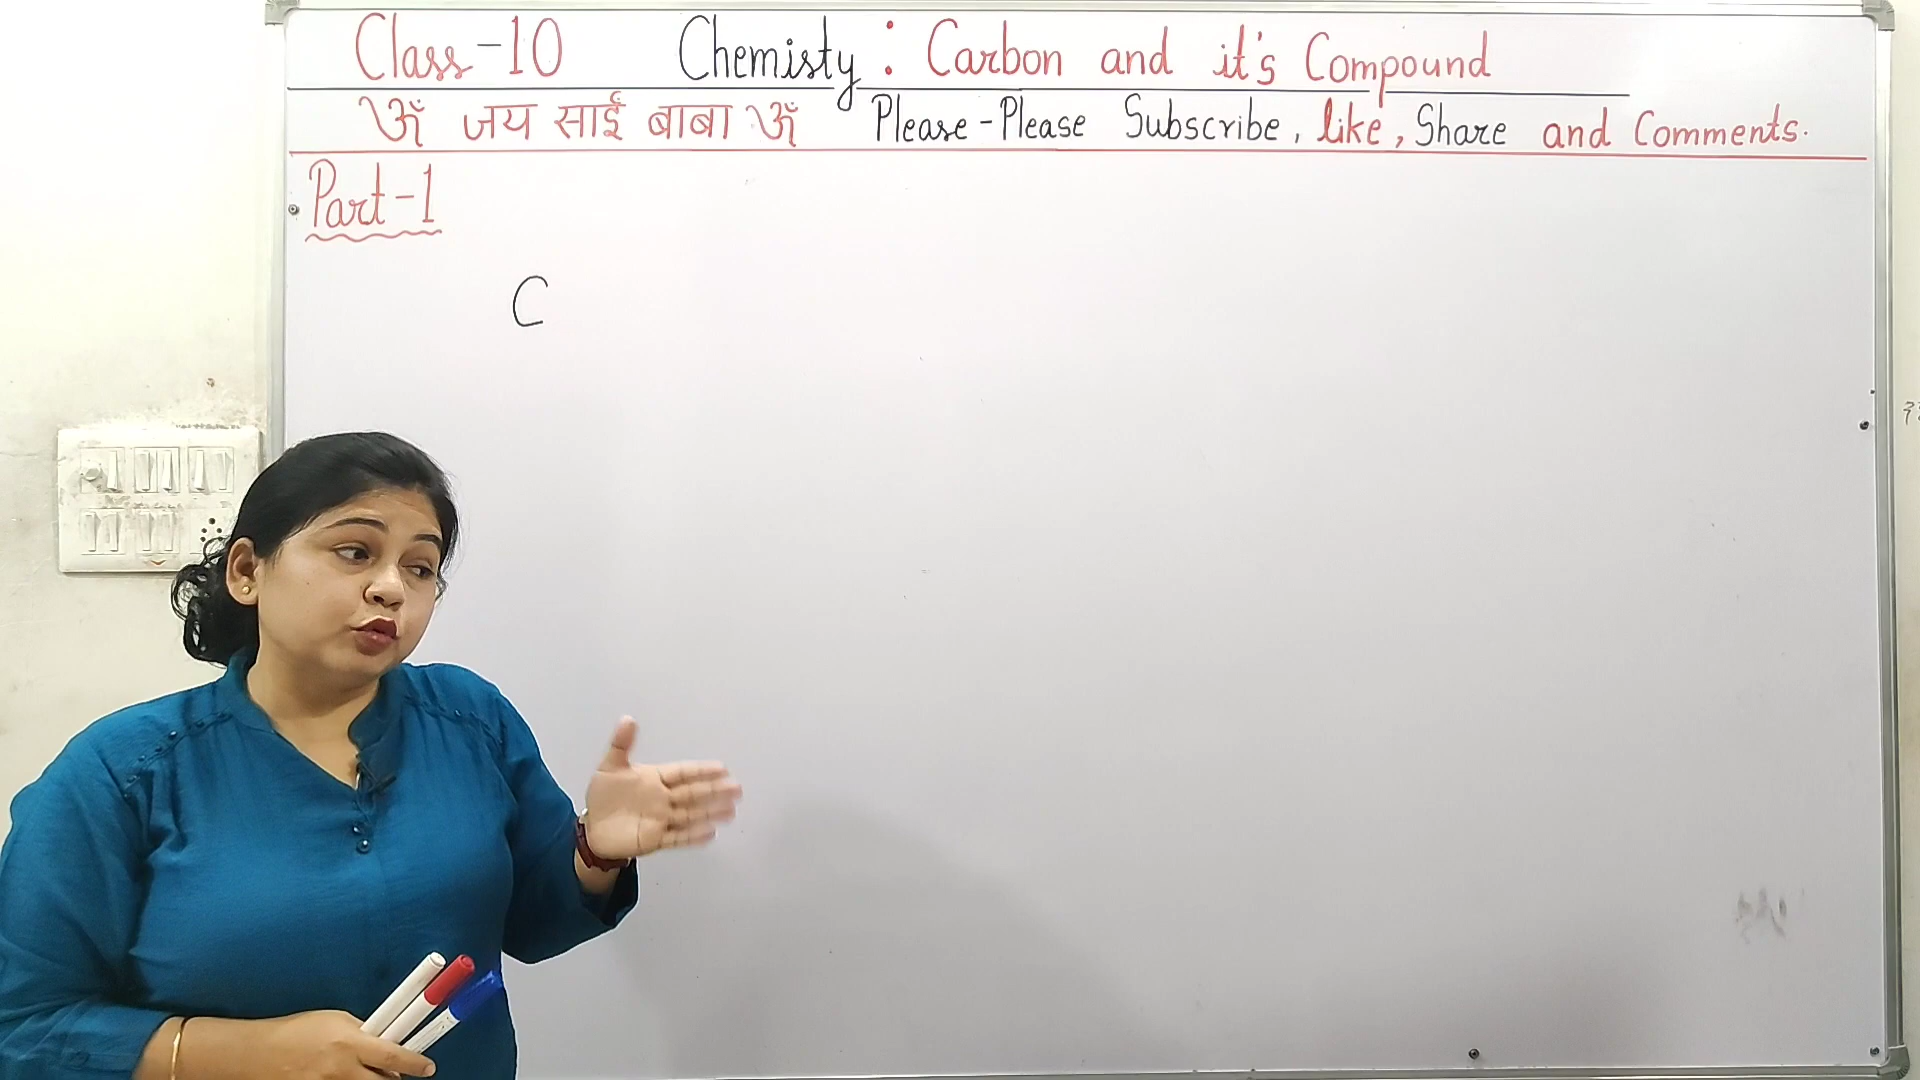 Class-10 Chemisty: Carbon and it's Compound
ॐ जय साईं बाबा ॐ Please-Please Subscribe, like, Share and Comments.
Part-1
C